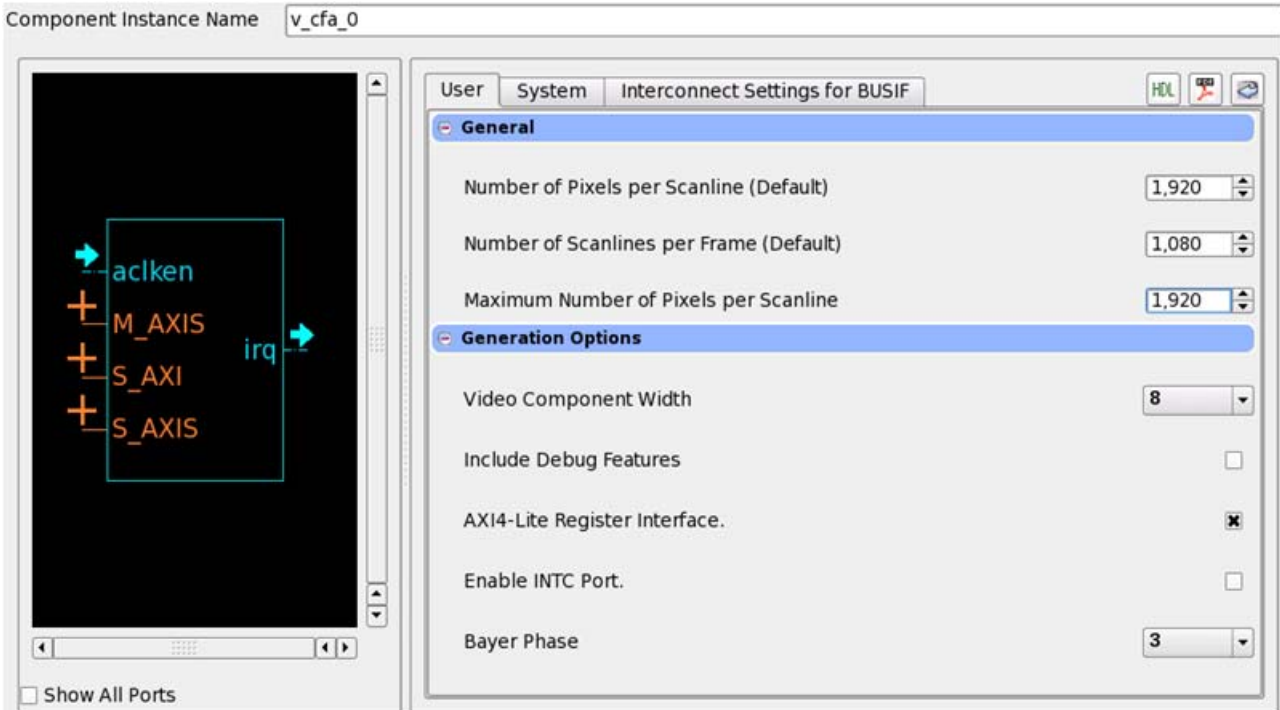 Component Instance Name v_cfa_0
User System Interconnect Settings for BUSIF HDL
General
Number of Pixels per Scanline (Default) 1,920
Number of Scanlines per Frame (Default) 1,080
Maximum Number of Pixels per Scanline 1,920
Generation Options
Video Component Width 8
Include Debug Features
AXI4-Lite Register Interface.
Enable INTC Port.
Bayer Phase 3
aclken
M_AXIS
irq
S_AXI
S_AXIS
Show All Ports